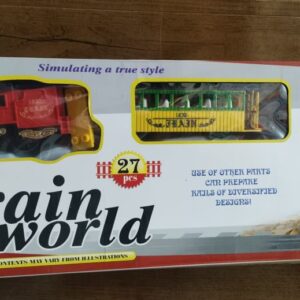 Simulating a true style
27
pcs
rain
world
USE OF OTHER PARTS
CAN PREPARE
RAILS OF DIVERSIFIED
DESIGNS!
CONTENTS MAY VARY FROM ILLUSTRATIONS